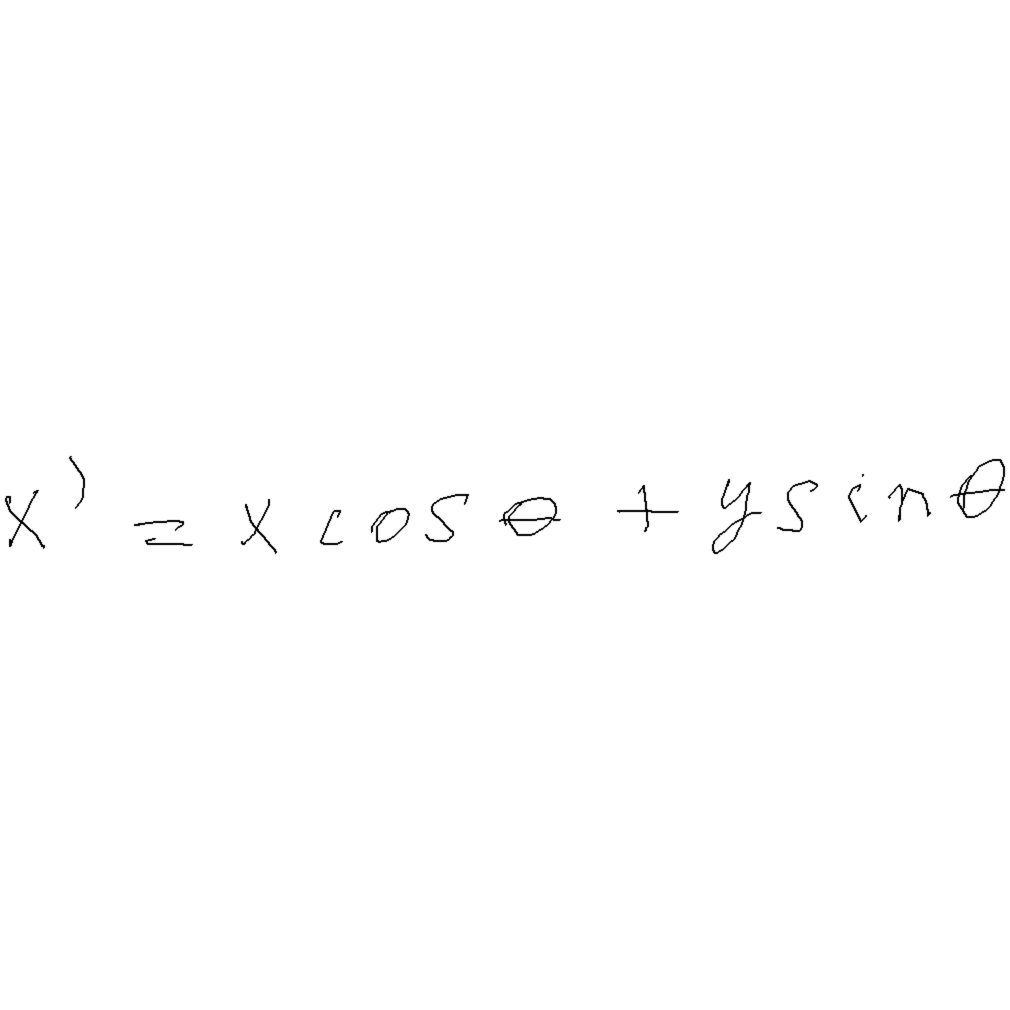 x' = x cos θ + y sin θ